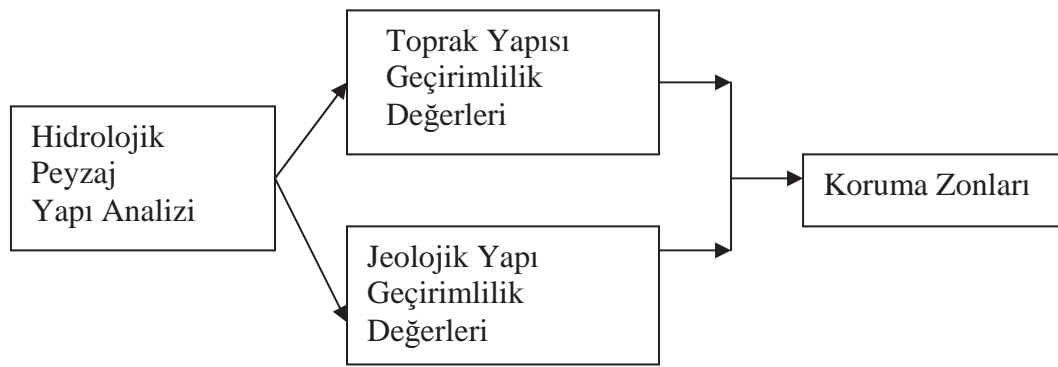 Hidrolojik
Peyzaj
Yapı Analizi
Toprak Yapısı
Geçirimlilik
Değerleri
Jeolojik Yapı
Geçirimlilik
Değerleri
Koruma Zonları